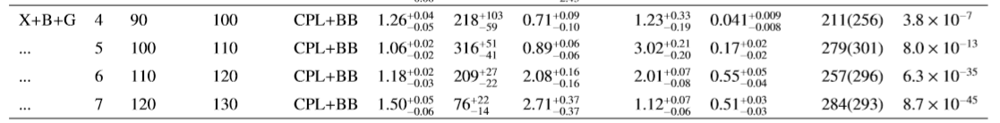 X+B+G 4 90 100 CPL+BB 1.26^{+0.04}_{−0.05} 218^{+103}_{−59} 0.71^{+0.09}_{−0.10} 1.23^{+0.33}_{−0.19} 0.041^{+0.009}_{−0.008} 211(256) 3.8 × 10^{−7}
... 5 100 110 CPL+BB 1.06^{+0.02}_{−0.02} 316^{+51}_{−41} 0.89^{+0.06}_{−0.06} 3.02^{+0.21}_{−0.20} 0.17^{+0.02}_{−0.02} 279(301) 8.0 × 10^{−13}
... 6 110 120 CPL+BB 1.18^{+0.02}_{−0.03} 209^{+27}_{−22} 2.08^{+0.16}_{−0.16} 2.01^{+0.07}_{−0.08} 0.55^{+0.05}_{−0.04} 257(296) 6.3 × 10^{−35}
... 7 120 130 CPL+BB 1.50^{+0.05}_{−0.06} 76^{+22}_{−14} 2.71^{+0.37}_{−0.37} 1.12^{+0.07}_{−0.06} 0.51^{+0.03}_{−0.03} 284(293) 8.7 × 10^{−45}